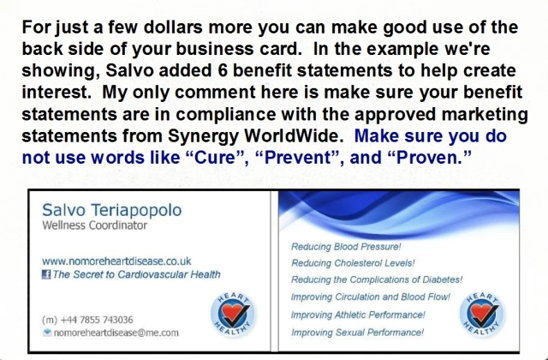 For just a few dollars more you can make good use of the
back side of your business card.  In the example we're
showing, Salvo added 6 benefit statements to help create
interest.  My only comment here is make sure your benefit
statements are in compliance with the approved marketing
statements from Synergy WorldWide.  Make sure you do
not use words like “Cure”, “Prevent”, and “Proven.”
Salvo Teriapopolo
Wellness Coordinator
www.nomoreheartdisease.co.uk
The Secret to Cardiovascular Health
(m) +44 7855 743036
nomoreheartdisease@me.com
HEART
HEALTHY
Reducing Blood Pressure!
Reducing Cholesterol Levels!
Reducing the Complications of Diabetes!
Improving Circulation and Blood Flow!
Improving Athletic Performance!
Improving Sexual Performance!
HEART
HEALTHY